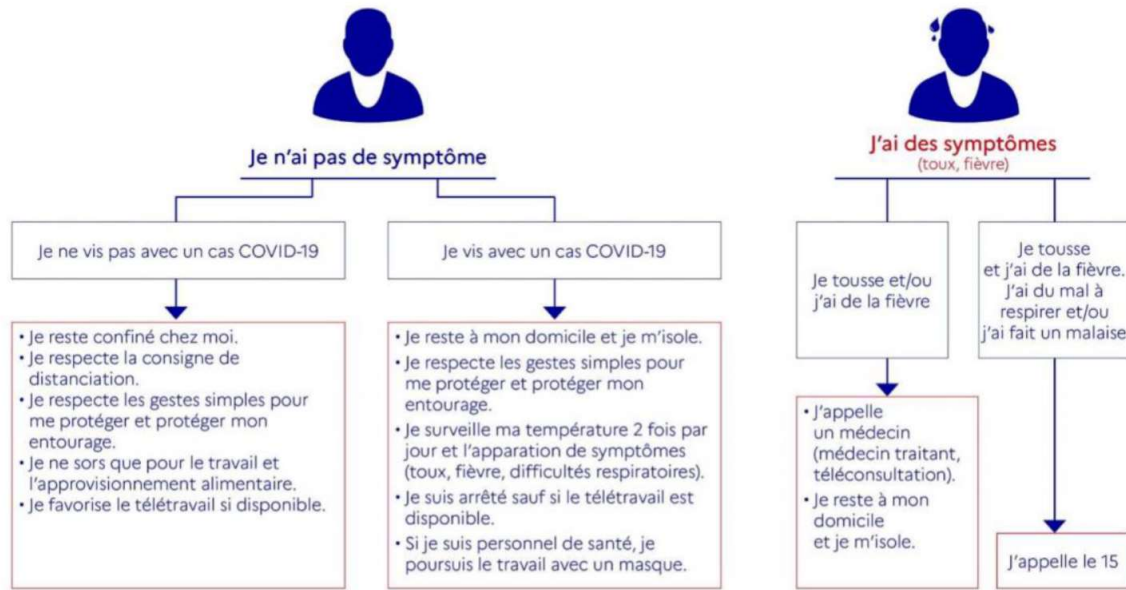 Je n'ai pas de symptôme
J'ai des symptômes
(toux, fièvre)
Je ne vis pas avec un cas COVID-19
Je vis avec un cas COVID-19
Je tousse et/ou
j'ai de la fièvre
Je tousse
et j'ai de la fièvre.
J'ai du mal à
respirer et/ou
j'ai fait un malaise
• Je reste confiné chez moi.
• Je respecte la consigne de
distanciation.
• Je respecte les gestes simples pour
me protéger et protéger mon
entourage.
• Je ne sors que pour le travail et
l'approvisionnement alimentaire.
• Je favorise le télétravail si disponible.
• Je reste à mon domicile et je m'isole.
• Je respecte les gestes simples pour
me protéger et protéger mon
entourage.
• Je surveille ma température 2 fois par
jour et l'apparation de symptômes
(toux, fièvre, difficultés respiratoires).
• Je suis arrêté sauf si le télétravail est
disponible.
• Si je suis personnel de santé, je
poursuis le travail avec un masque.
• J'appelle
un médecin
(médecin traitant,
téléconsultation).
• Je reste à mon
domicile
et je m'isole.
J'appelle le 15